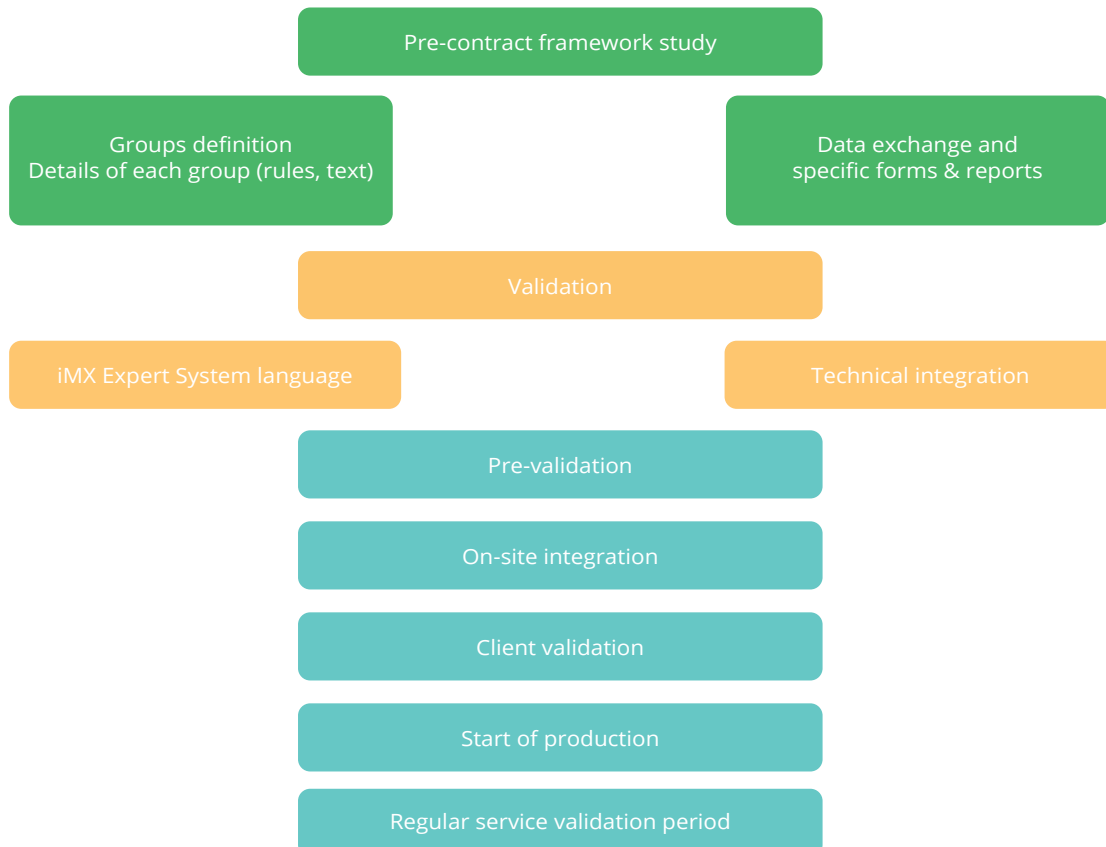 Pre-contract framework study
Groups definition
Details of each group (rules, text)
Data exchange and
specific forms & reports
Validation
iMX Expert System language
Technical integration
Pre-validation
On-site integration
Client validation
Start of production
Regular service validation period